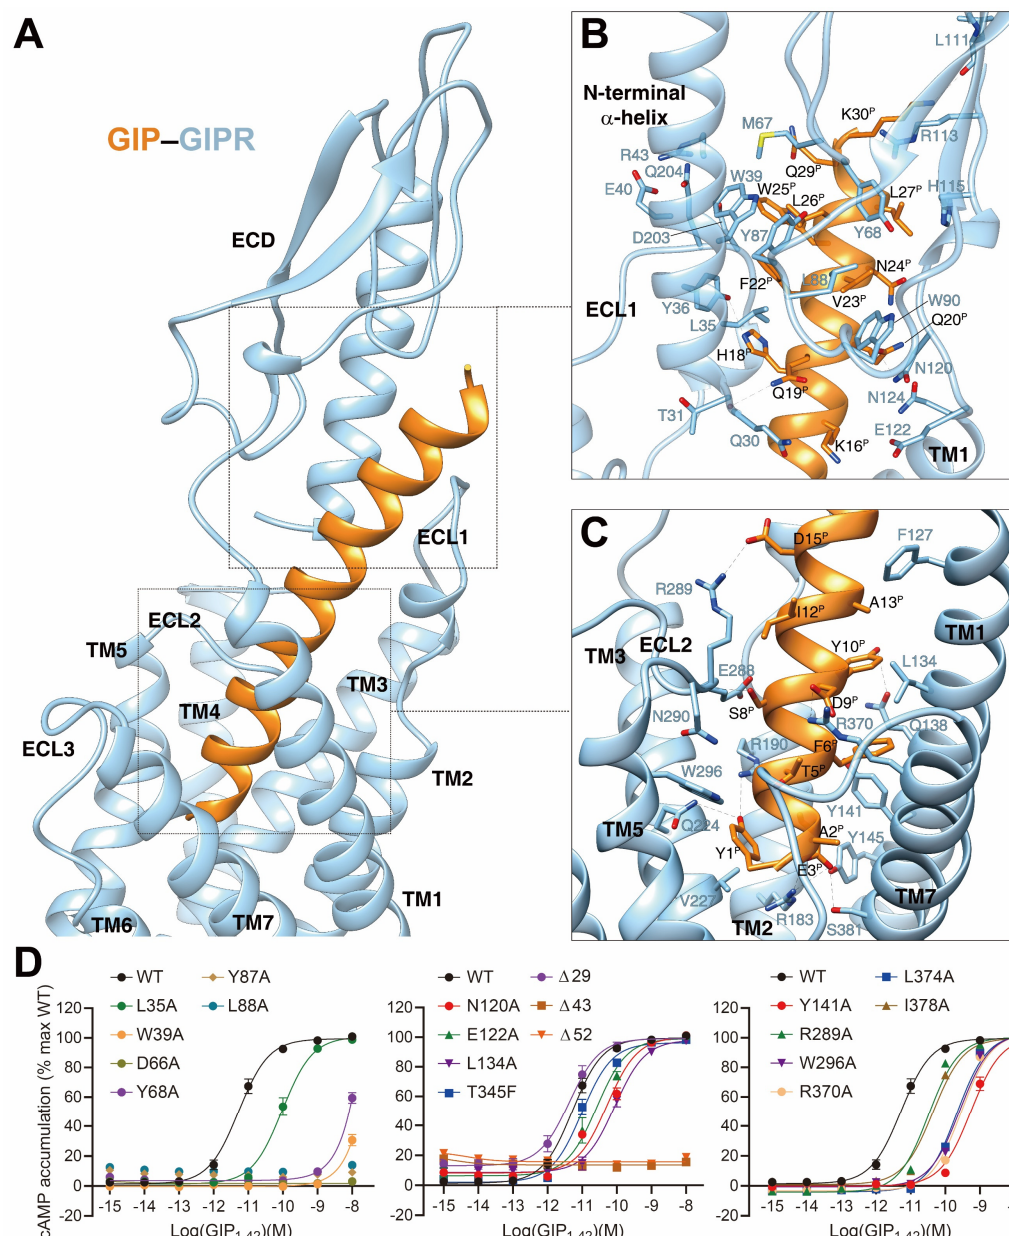 A
GIP–GIPR
ECD
ECL1
ECL2
TM5
TM3
TM4
ECL3
TM2
TM1
TM6
TM7
B
N-terminal
α-helix
L111
K30ᴾ
M67
R113
R43
Q204
Q29ᴾ
W39
E40
W25ᴾ
L27ᴾ
H115
L26ᴾ
D203
Y87
Y68
N24ᴾ
F22ᴾ
L88
ECL1
Y36
V23ᴾ
W90
L35
Q20ᴾ
H18ᴾ
N120
Q19ᴾ
N124
T31
Q30
K16ᴾ
E122
TM1
C
D15ᴾ
F127
R289
I12ᴾ
A13ᴾ
TM1
ECL2
TM3
Y10ᴾ
E288
L134
S8ᴾ
D9ᴾ
N290
R370
Q138
R190
F6ᴾ
W296
T5ᴾ
Y141
TM5
Q224
A2ᴾ
Y145
Y1ᴾ
E3ᴾ
V227
TM7
R183
TM2
S381
D
WT
Y87A
L35A
L88A
W39A
D66A
Y68A
cAMP accumulation (% max WT)
120
100
80
60
40
20
0
-20
-15 -14 -13 -12 -11 -10 -9 -8
Log(GIP₁₋₄₂)(M)
WT
Δ29
N120A
Δ43
E122A
Δ52
L134A
T345F
120
100
80
60
40
20
0
-20
-15 -14 -13 -12 -11 -10 -9 -8
Log(GIP₁₋₄₂)(M)
WT
L374A
Y141A
I378A
R289A
W296A
R370A
120
100
80
60
40
20
0
-20
-15 -14 -13 -12 -11 -10 -9
Log(GIP₁₋₄₂)(M)